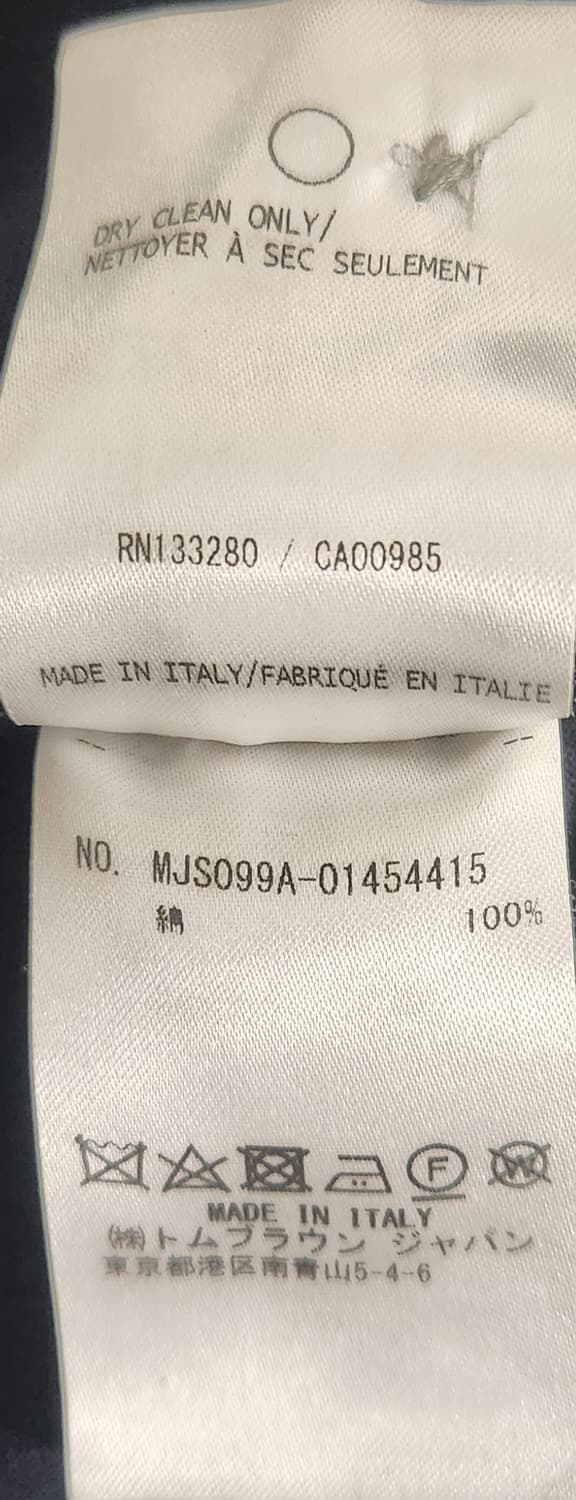 DRY CLEAN ONLY/
NETTOYER À SEC SEULEMENT
RN133280 / CA00985
MADE IN ITALY/FABRIQUÉ EN ITALIE
NO. MJS099A-01454415
綿 100%
F W
MADE IN ITALY
(株)トムブラウン ジャパン
東京都港区南青山5-4-6